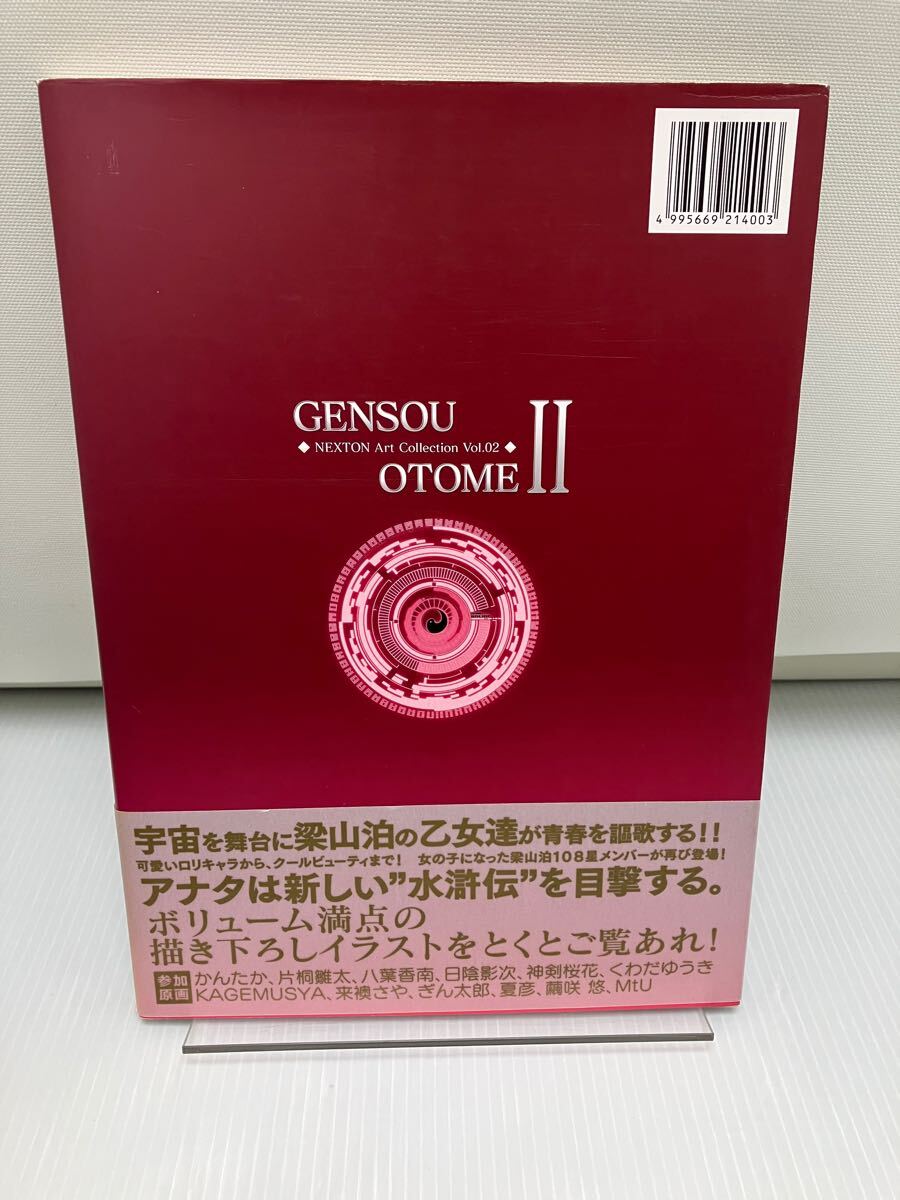 4 995669 214003
GENSOU
◆ NEXTON Art Collection Vol.02 ◆
OTOME II
宇宙を舞台に梁山泊の乙女達が青春を謳歌する!!
可愛いロリキャラから、クールビューティまで! 女の子になった梁山泊108星メンバーが再び登場!
アナタは新しい”水滸伝”を目撃する。
ボリューム満点の
描き下ろしイラストをとくとご覧あれ!
参加原画 かんたか、片桐雛太、八葉香南、日陰影次、神剣桜花、くわだゆうき
KAGEMUSYA、来襖さや、ぎん太郎、夏彦、繭咲 悠、MtU